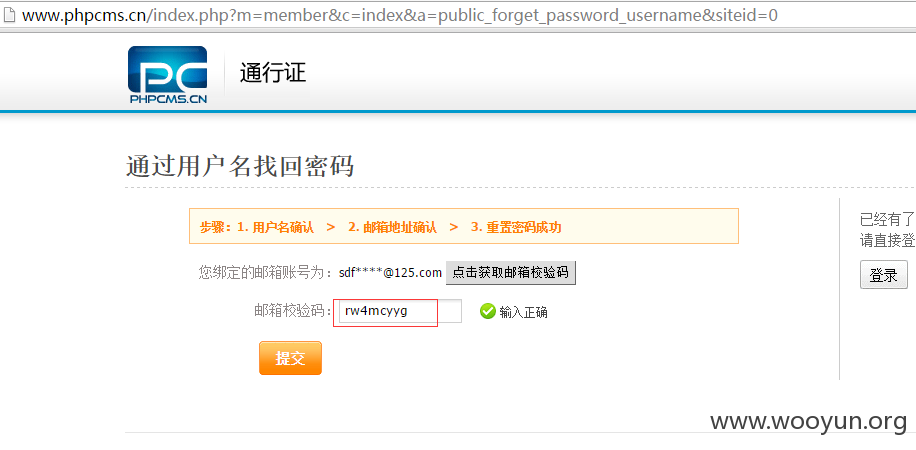 www.phpcms.cn/index.php?m=member&c=index&a=public_forget_password_username&siteid=0
PC
PHPCMS.CN
通行证
通过用户名找回密码
步骤：1. 用户名确认 > 2. 邮箱地址确认 > 3. 重置密码成功
已经有了
请直接登
您绑定的邮箱账号为：sdf****@125.com 点击获取邮箱校验码
登录
邮箱校验码：rw4mcyyg 输入正确
提交
www.wooyun.org